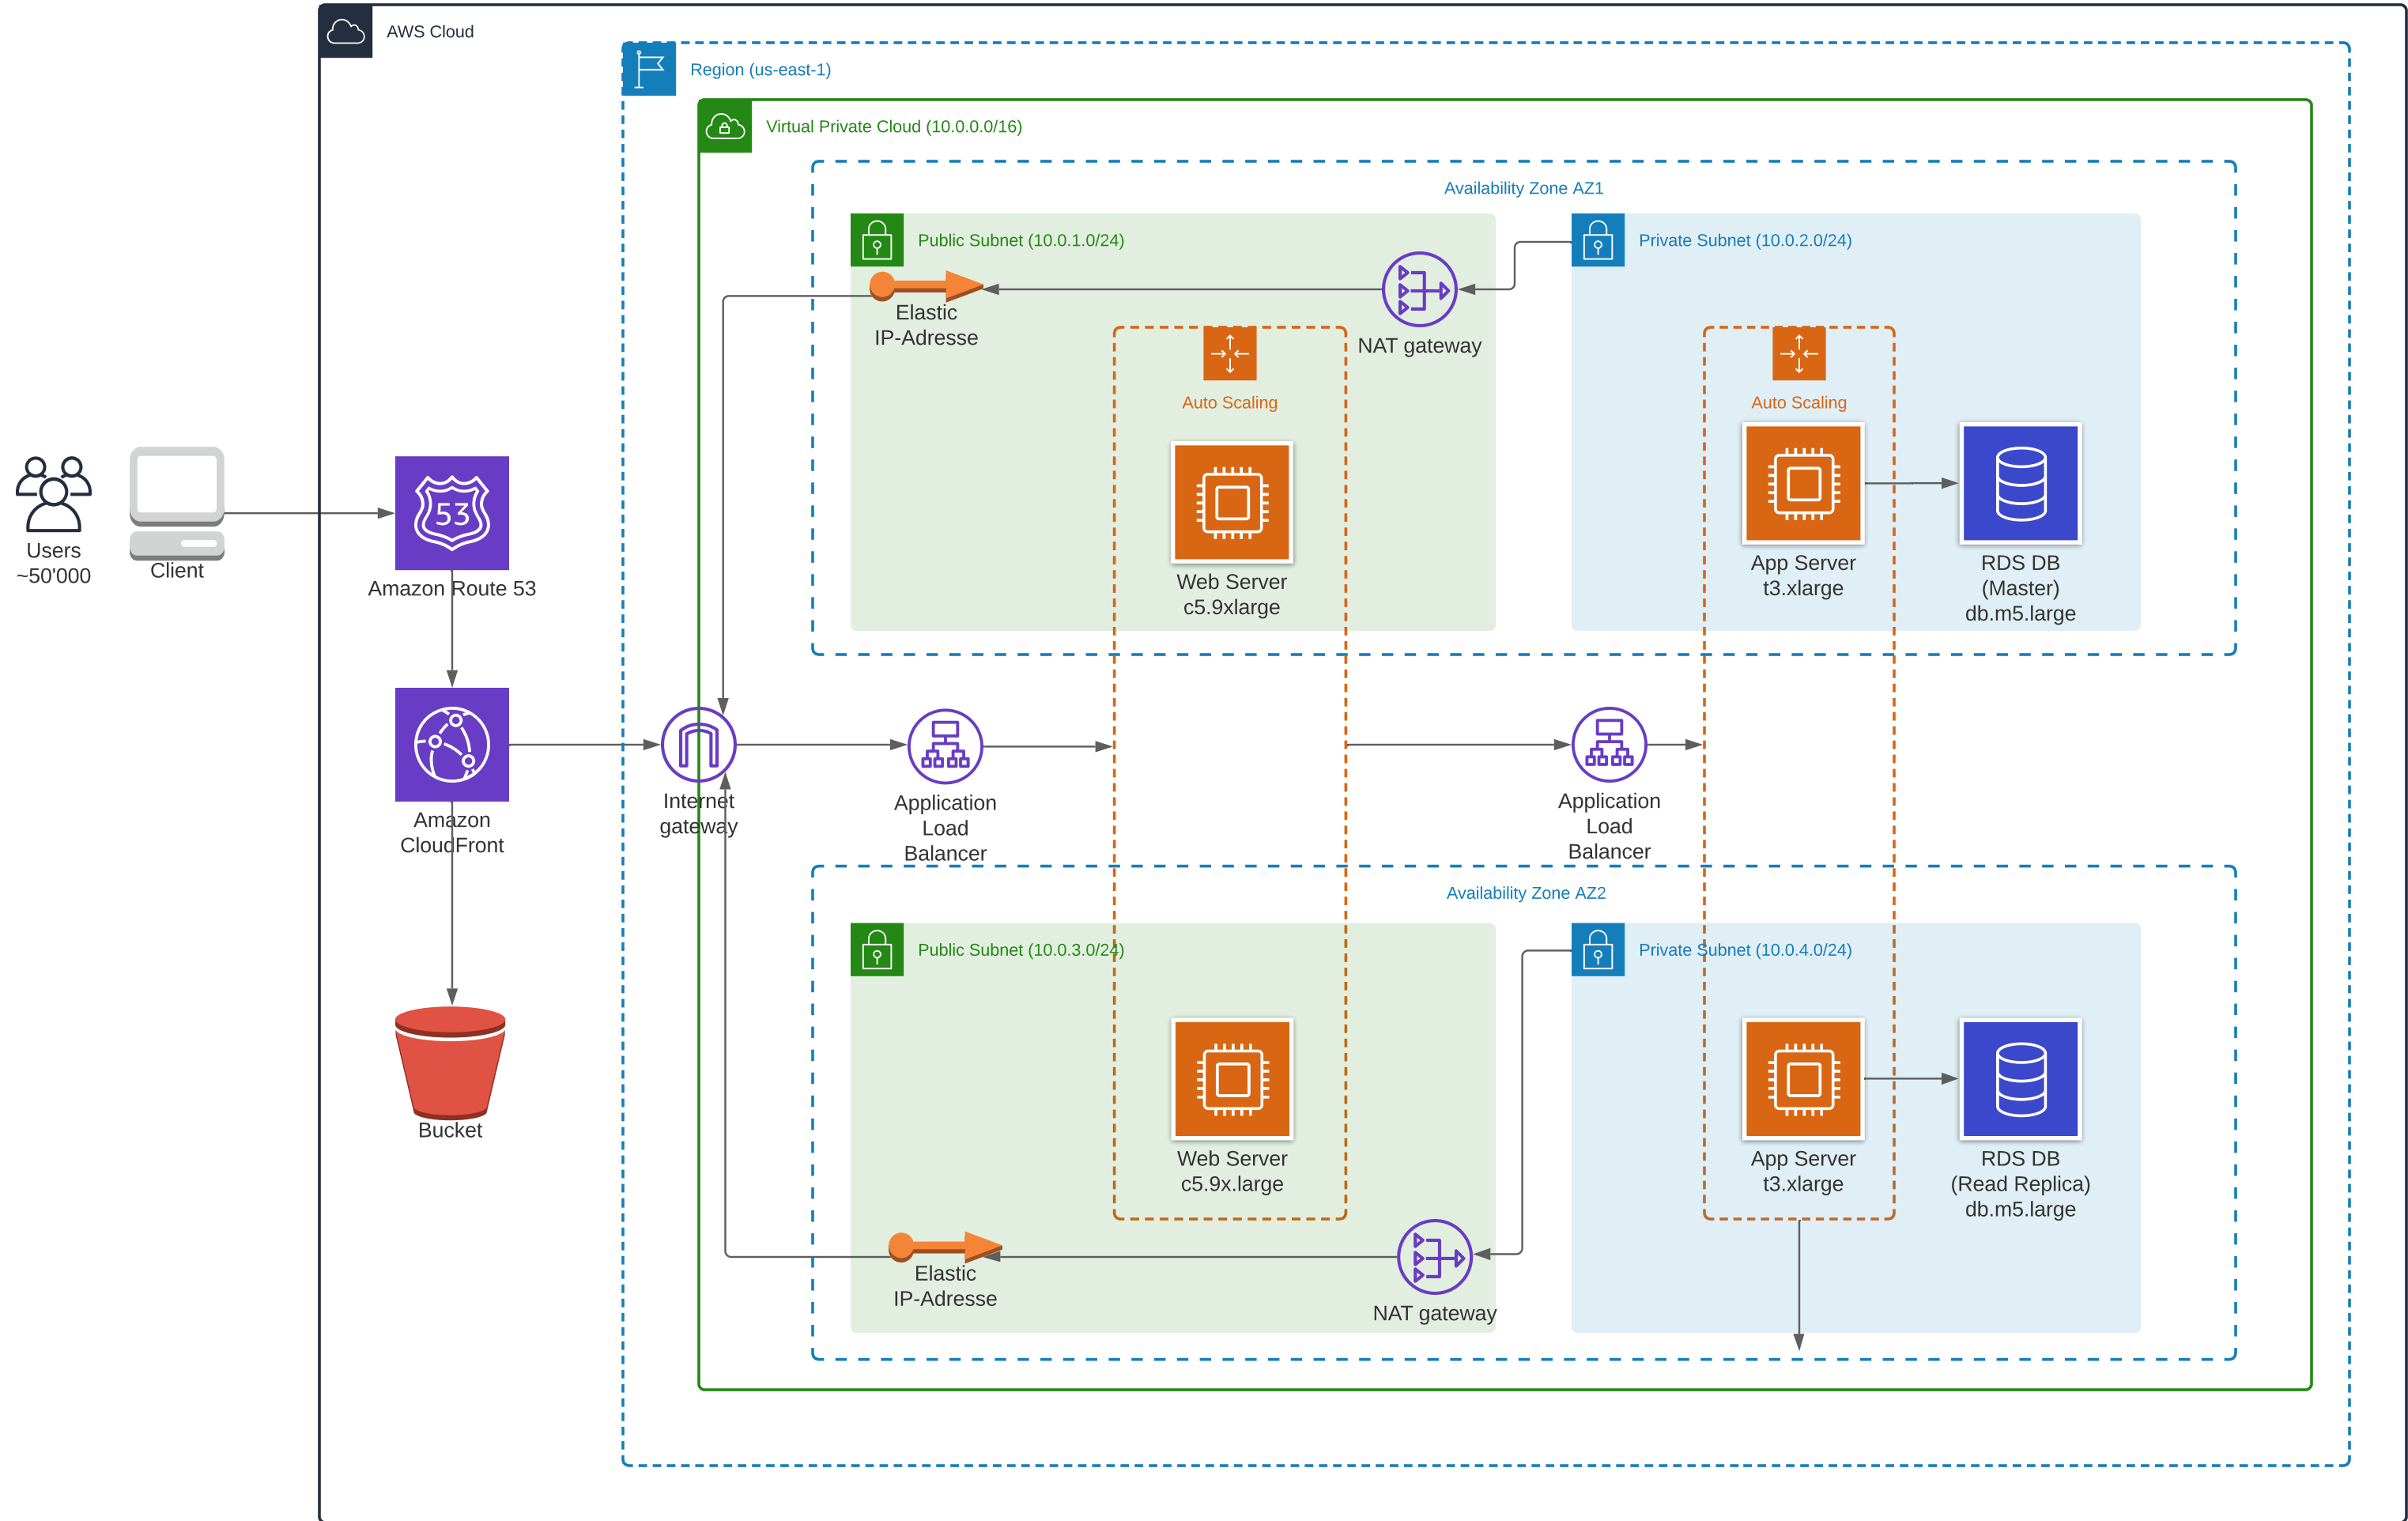 AWS Cloud
Region (us-east-1)
Virtual Private Cloud (10.0.0.0/16)
Availability Zone AZ1
Public Subnet (10.0.1.0/24)
Private Subnet (10.0.2.0/24)
Elastic
IP-Adresse
NAT gateway
Auto Scaling
Auto Scaling
Web Server
c5.9xlarge
App Server
t3.xlarge
RDS DB
(Master)
db.m5.large
Users
~50'000
Client
53
Amazon Route 53
Amazon
CloudFront
Internet
gateway
Application
Load
Balancer
Application
Load
Balancer
Availability Zone AZ2
Public Subnet (10.0.3.0/24)
Private Subnet (10.0.4.0/24)
Bucket
Web Server
c5.9x.large
App Server
t3.xlarge
RDS DB
(Read Replica)
db.m5.large
Elastic
IP-Adresse
NAT gateway